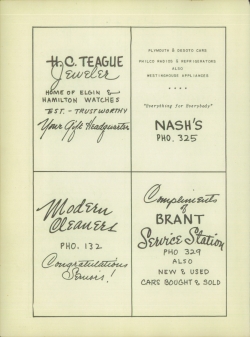 H.C. TEAGUE
Jeweler
HOME OF ELGIN &
HAMILTON WATCHES
EST. - TRUSTWORTHY
Your Gift Headquarter
PLYMOUTH & DESOTO CARS
PHILCO RADIOS & REFRIGERATORS
ALSO
WESTINGHOUSE APPLIANCES
* * * *
"Everything for Everybody"
NASH'S
PHO. 325
Modern
Cleaners
PHO. 132
Congratulations
Seniors!
Compliments
of
BRANT
Service Station
PHO 329
ALSO
NEW & USED
CARS BOUGHT & SOLD